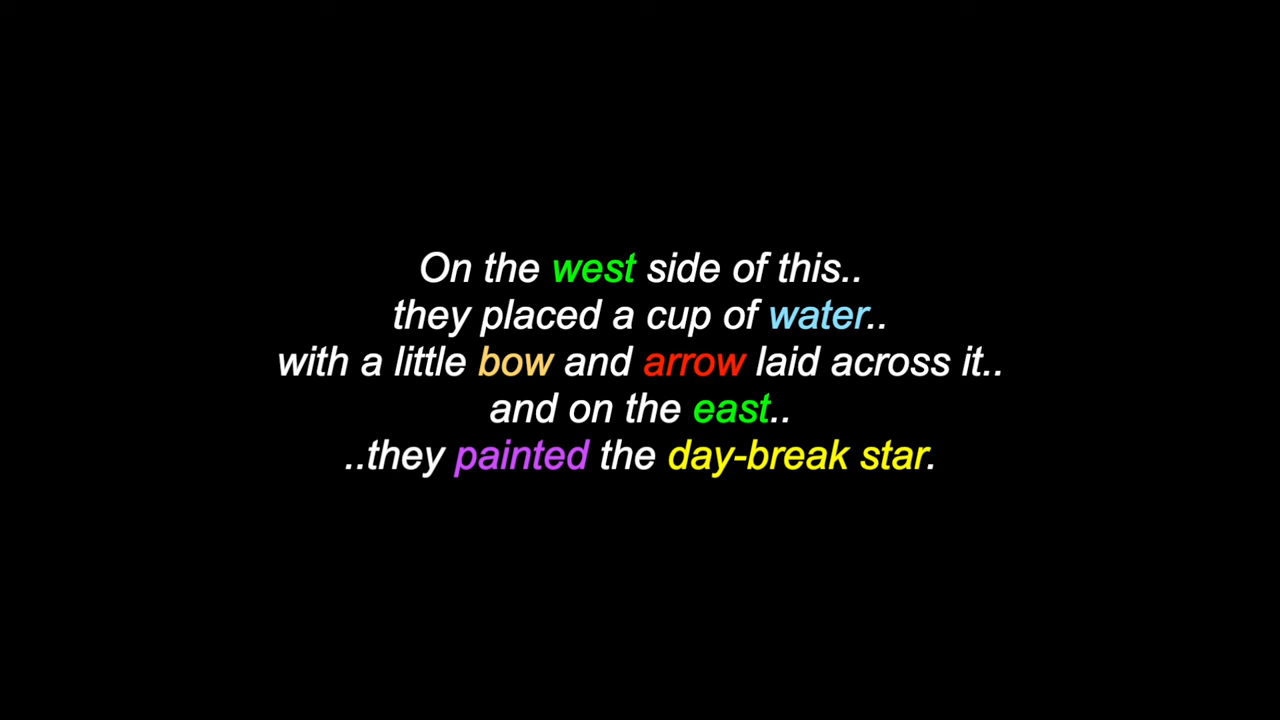 On the west side of this..
they placed a cup of water..
with a little bow and arrow laid across it..
and on the east..
..they painted the day-break star.